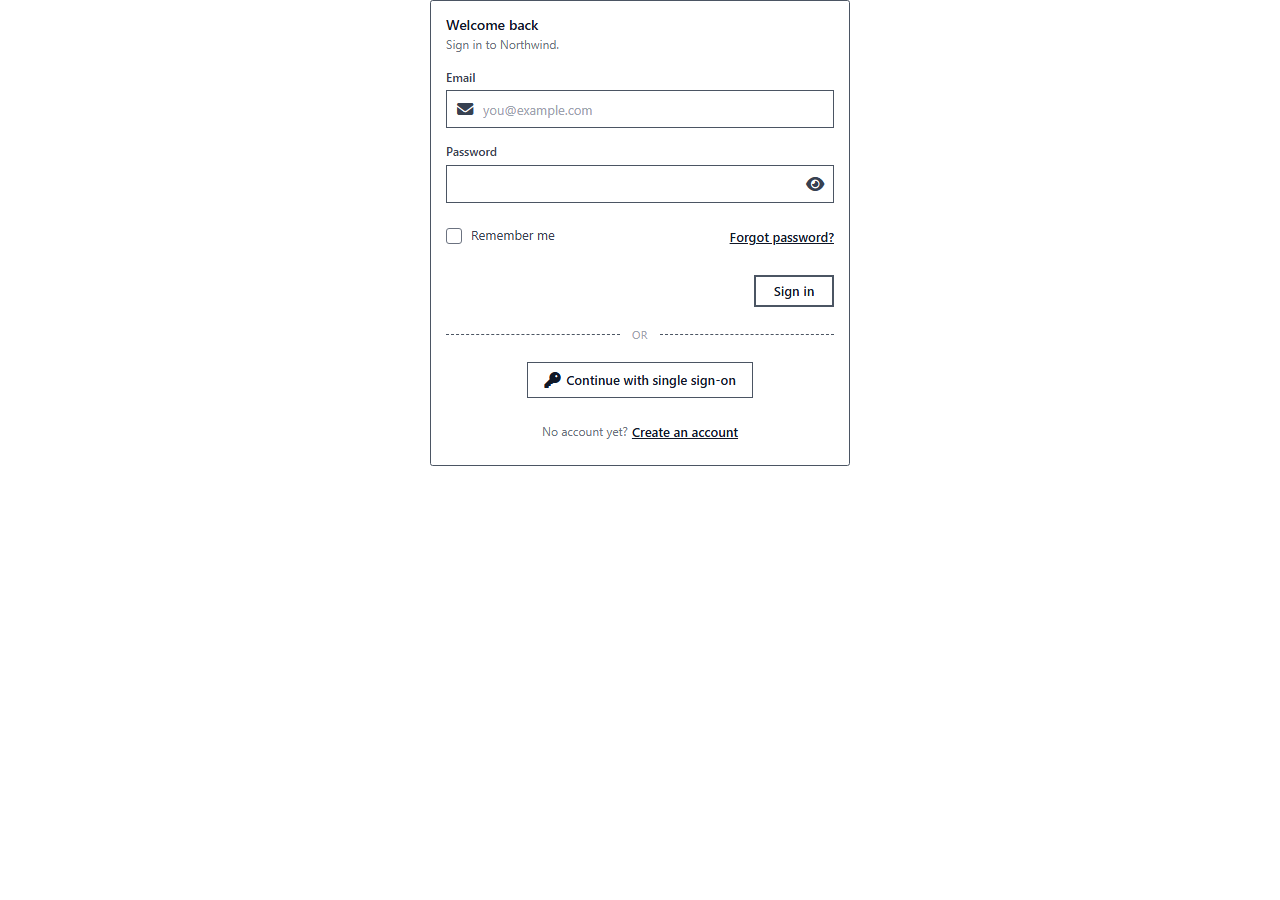 Welcome back
Sign in to Northwind.
Email
you@example.com
Password
Remember me
Forgot password?
Sign in
OR
Continue with single sign-on
No account yet? Create an account